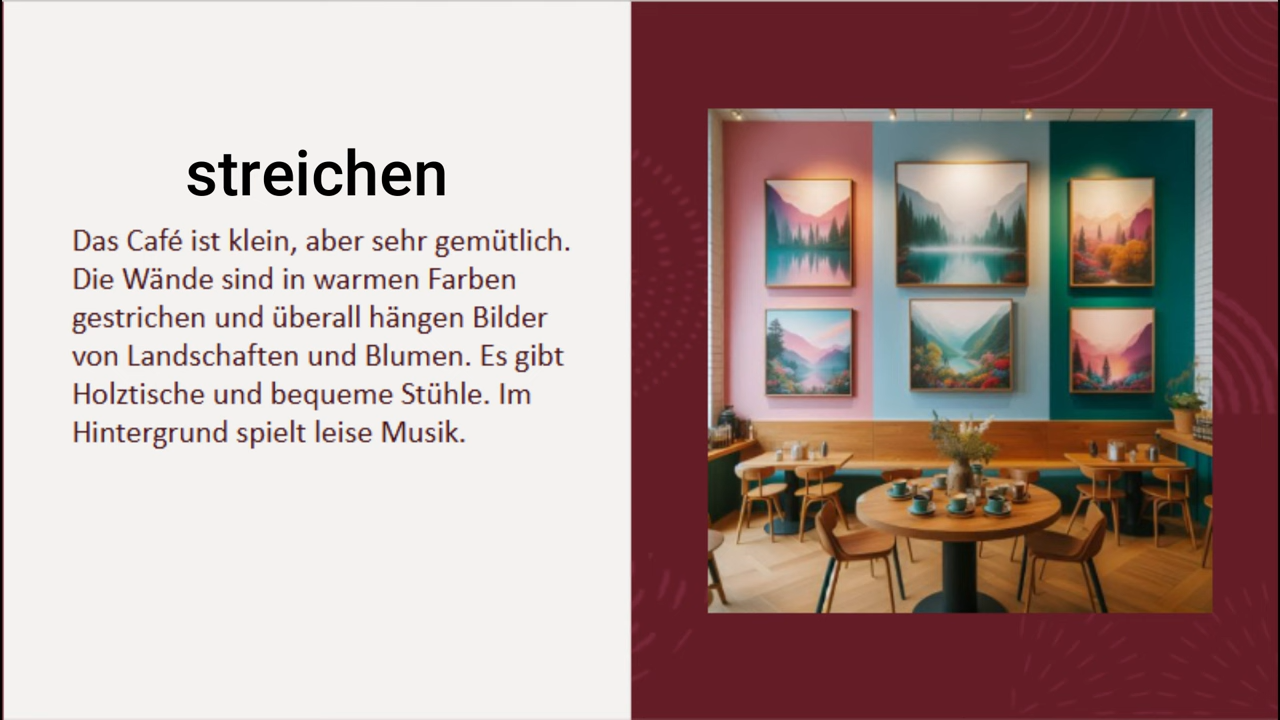 streichen
Das Café ist klein, aber sehr gemütlich.
Die Wände sind in warmen Farben
gestrichen und überall hängen Bilder
von Landschaften und Blumen. Es gibt
Holztische und bequeme Stühle. Im
Hintergrund spielt leise Musik.